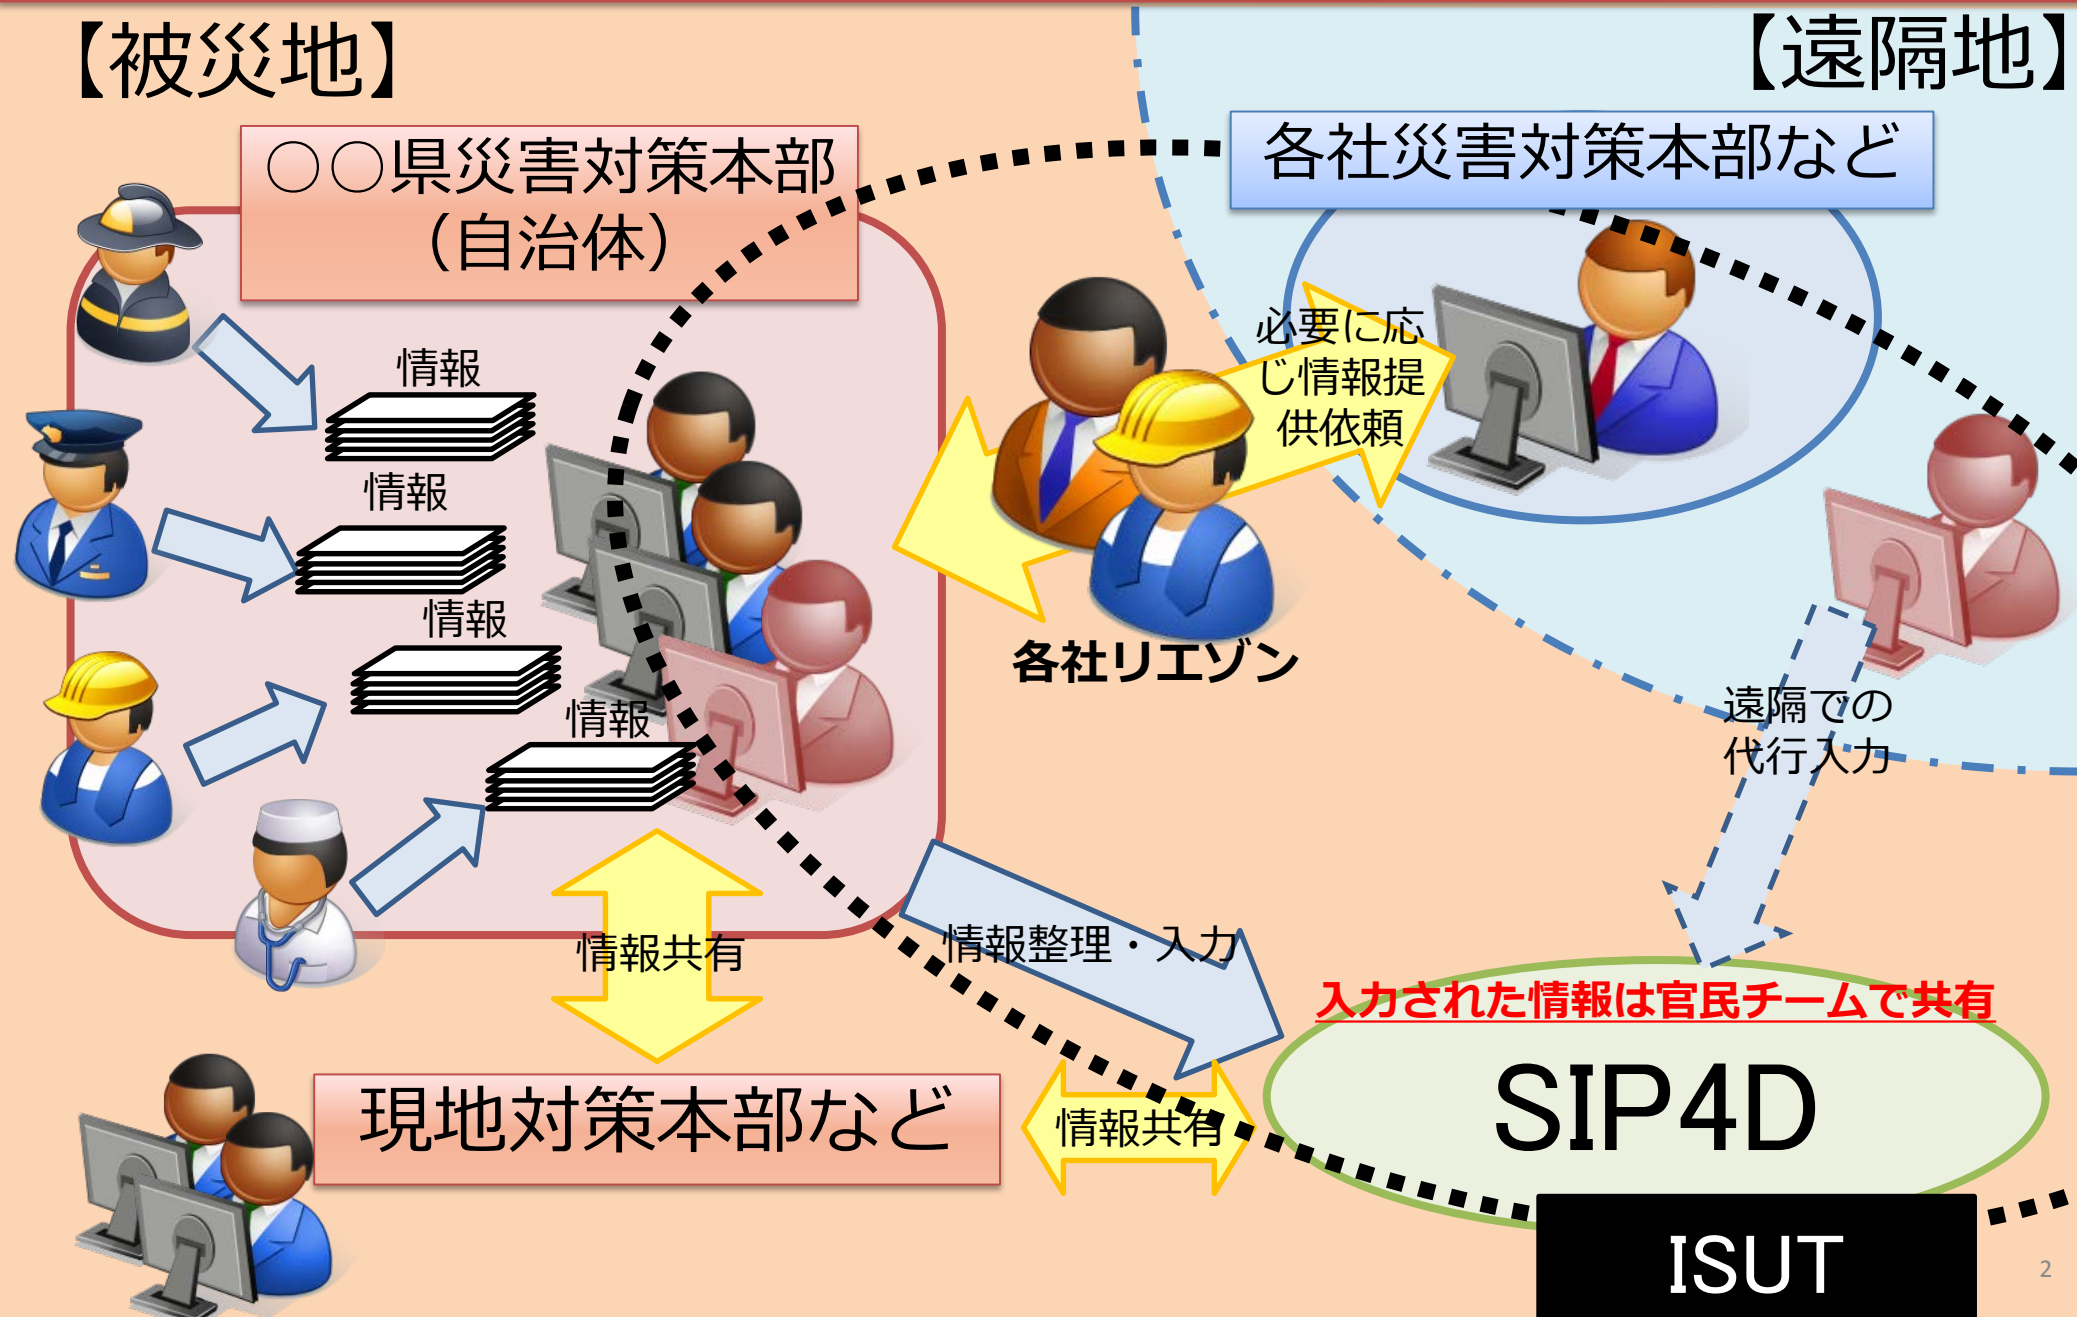 【被災地】
【遠隔地】
○○県災害対策本部
（自治体）
各社災害対策本部など
情報
情報
情報
情報
必要に応
じ情報提
供依頼
各社リエゾン
遠隔での
代行入力
情報共有
情報整理・入力
入力された情報は官民チームで共有
SIP4D
現地対策本部など
情報共有
ISUT
2